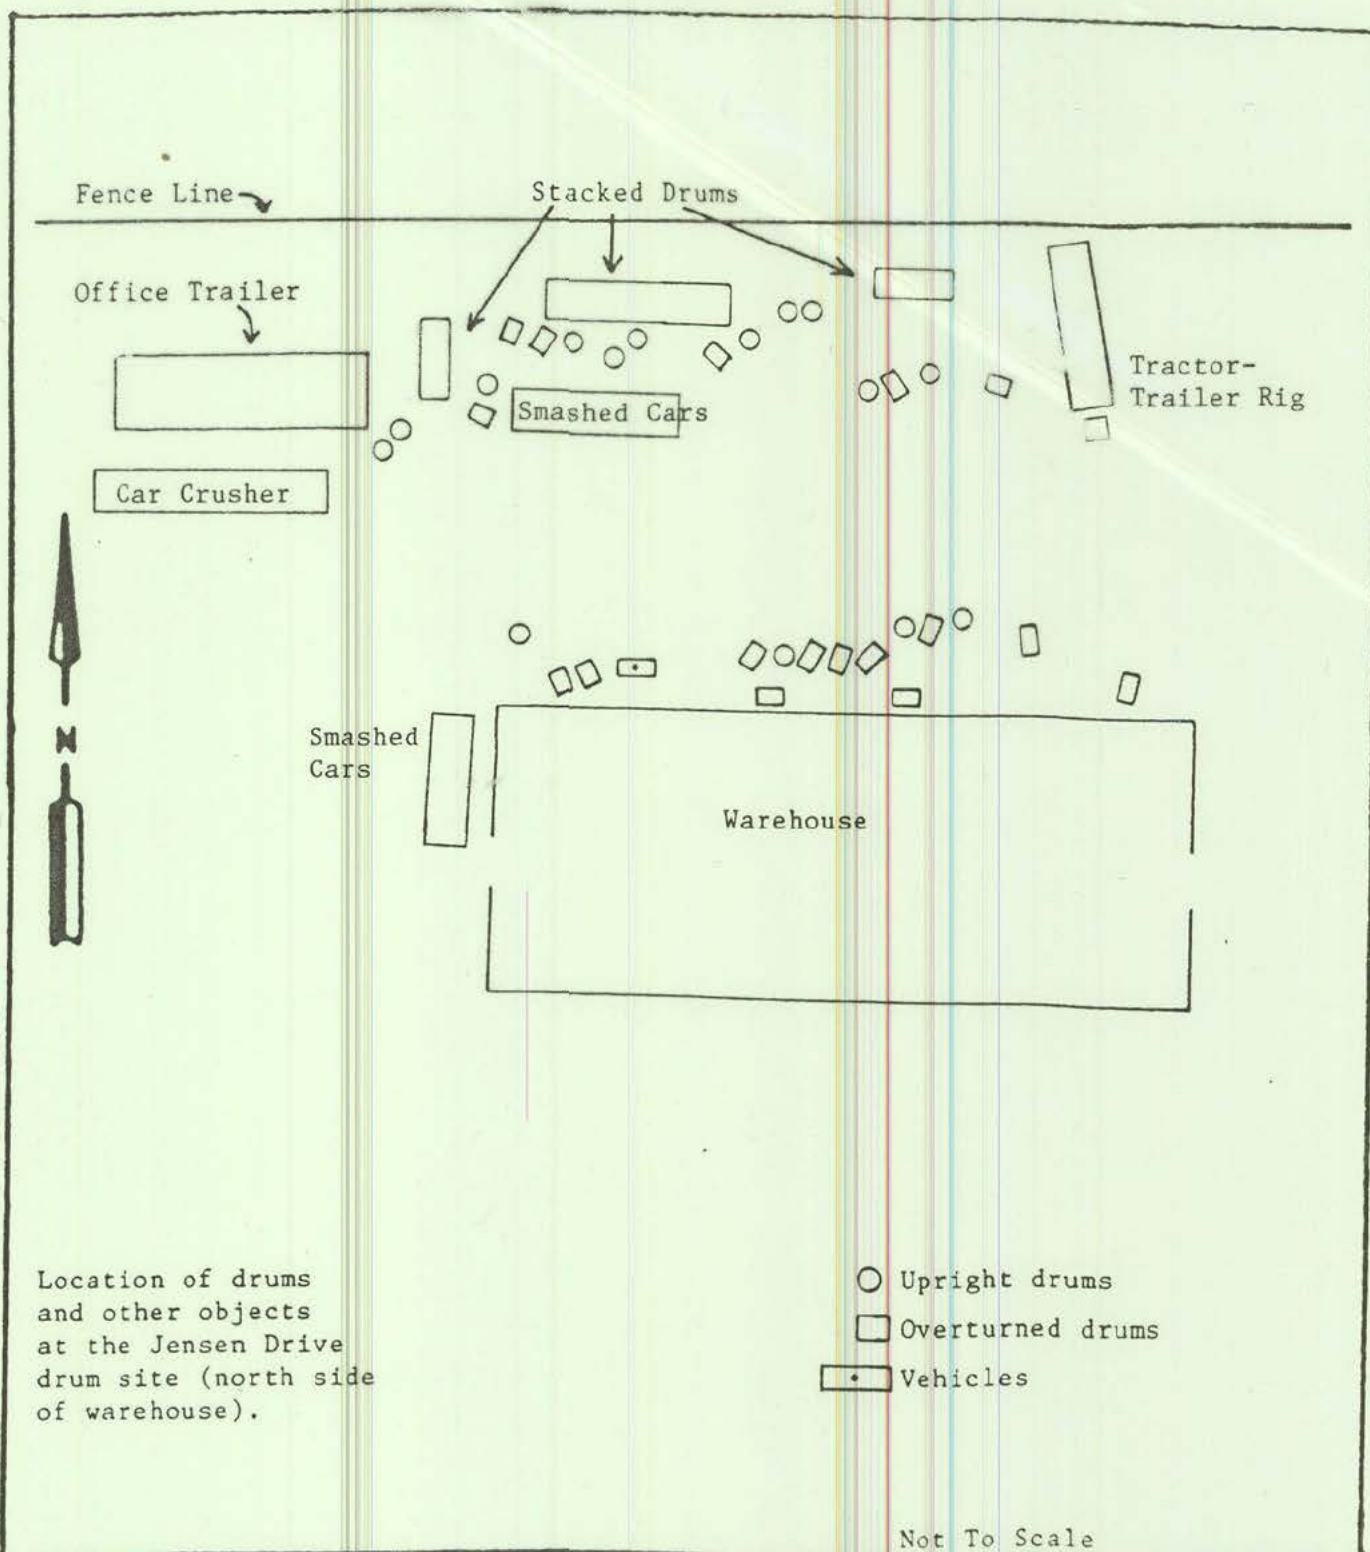 Fence Line
Stacked Drums
Office Trailer
Tractor-
Trailer Rig
Smashed Cars
Car Crusher
N
Smashed
Cars
Warehouse
Location of drums
and other objects
at the Jensen Drive
drum site (north side
of warehouse).
Upright drums
Overturned drums
Vehicles
Not To Scale